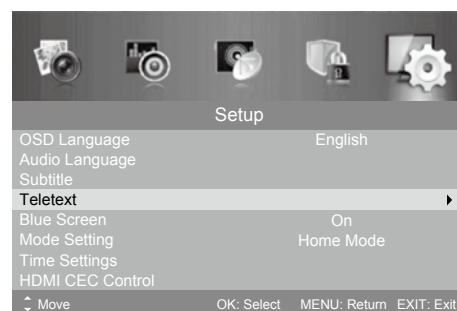 Setup
OSD Language English
Audio Language
Subtitle
Teletext
Blue Screen On
Mode Setting Home Mode
Time Settings
HDMI CEC Control
Move OK: Select MENU: Return EXIT: Exit